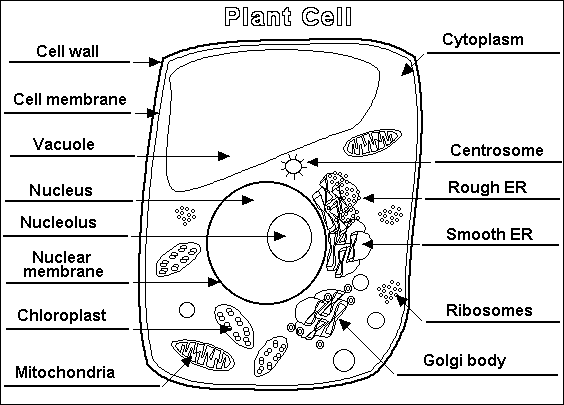 Plant Cell
Cell wall
Cell membrane
Vacuole
Nucleus
Nucleolus
Nuclear
membrane
Chloroplast
Mitochondria
Cytoplasm
Centrosome
Rough ER
Smooth ER
Ribosomes
Golgi body